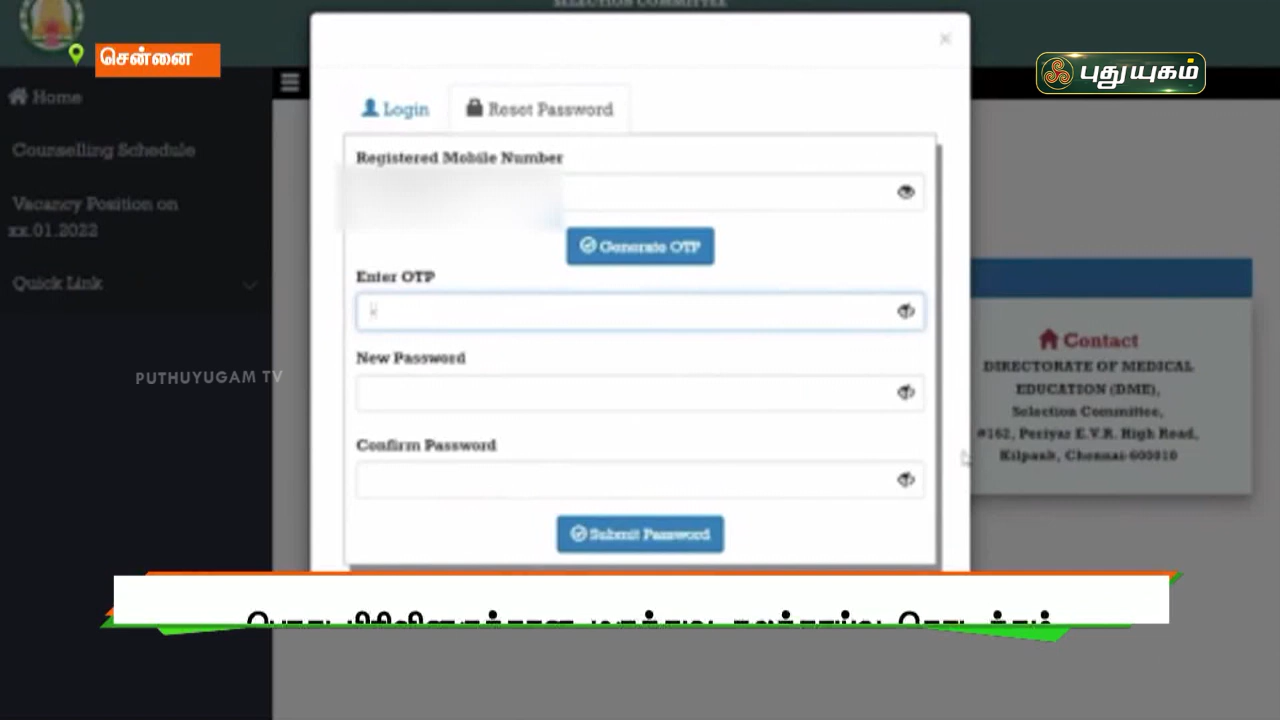 SELECTION COMMITTEE
சென்னை
புதுயுகம்
Home
Login
Reset Password
Counselling Schedule
Registered Mobile Number
Vacancy Position on
xx.01.2022
Generate OTP
Enter OTP
Quick Link
Contact
DIRECTORATE OF MEDICAL
EDUCATION (DME),
Selection Committee,
#162, Periyar E.V.R. High Road,
Kilpauk, Chennai-600010
New Password
PUTHUYUGAM TV
Confirm Password
Submit Password